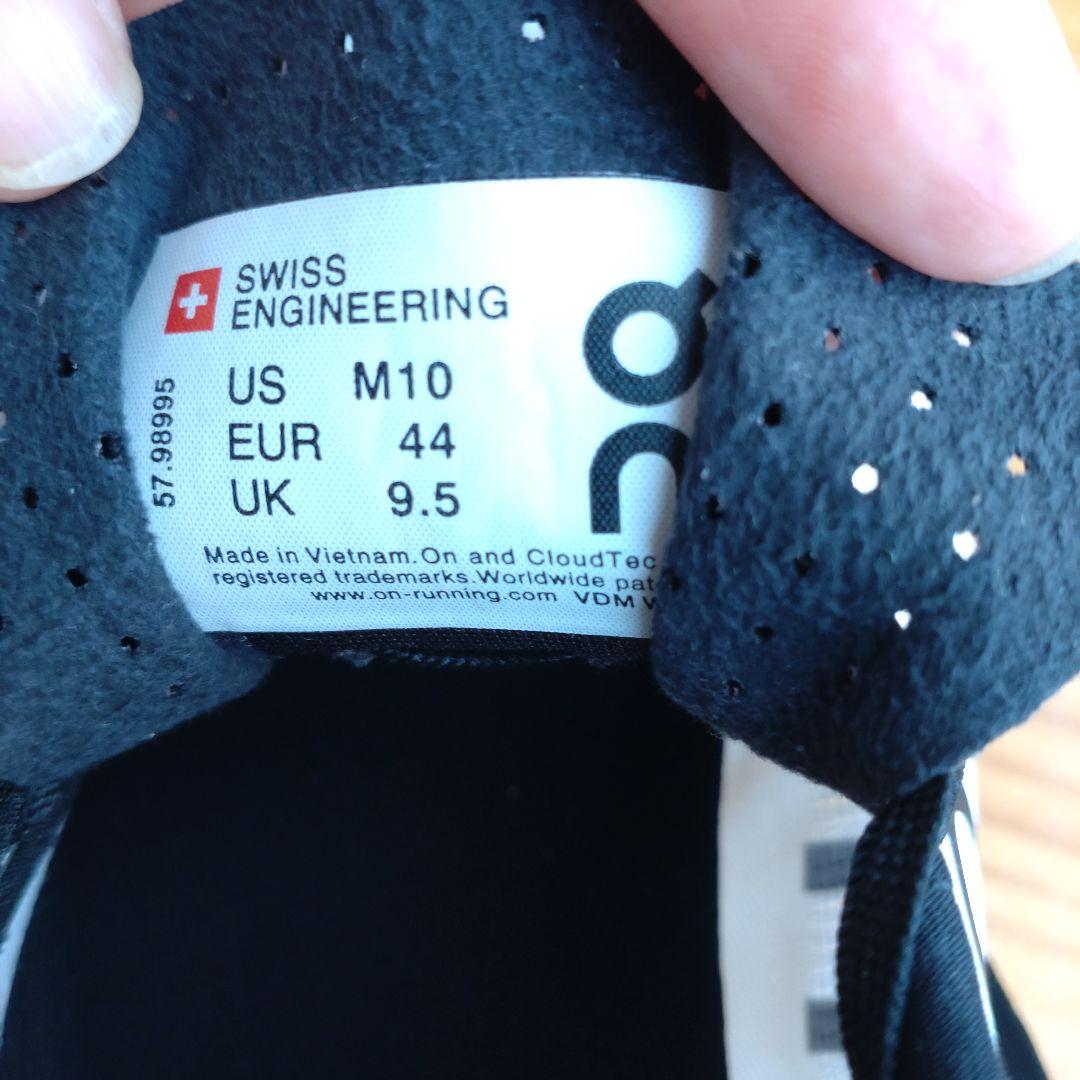 SWISS
ENGINEERING
US M10
EUR 44
UK 9.5
57.98995
on
Made in Vietnam.On and CloudTec
registered trademarks.Worldwide
www.on-running.com VDM